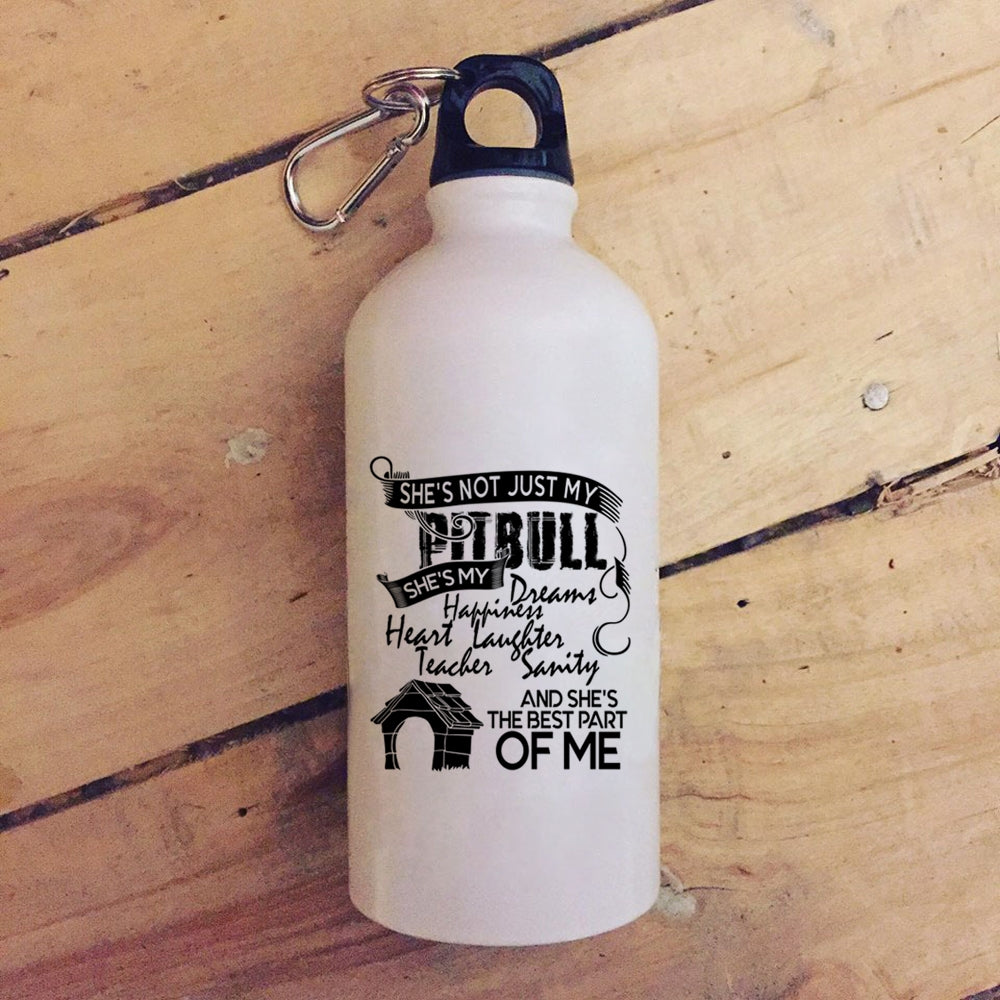 SHE'S NOT JUST MY
PITBULL
SHE'S MY
Dreams
Happiness
Heart Laughter
Teacher Sanity
AND SHE'S
THE BEST PART
OF ME